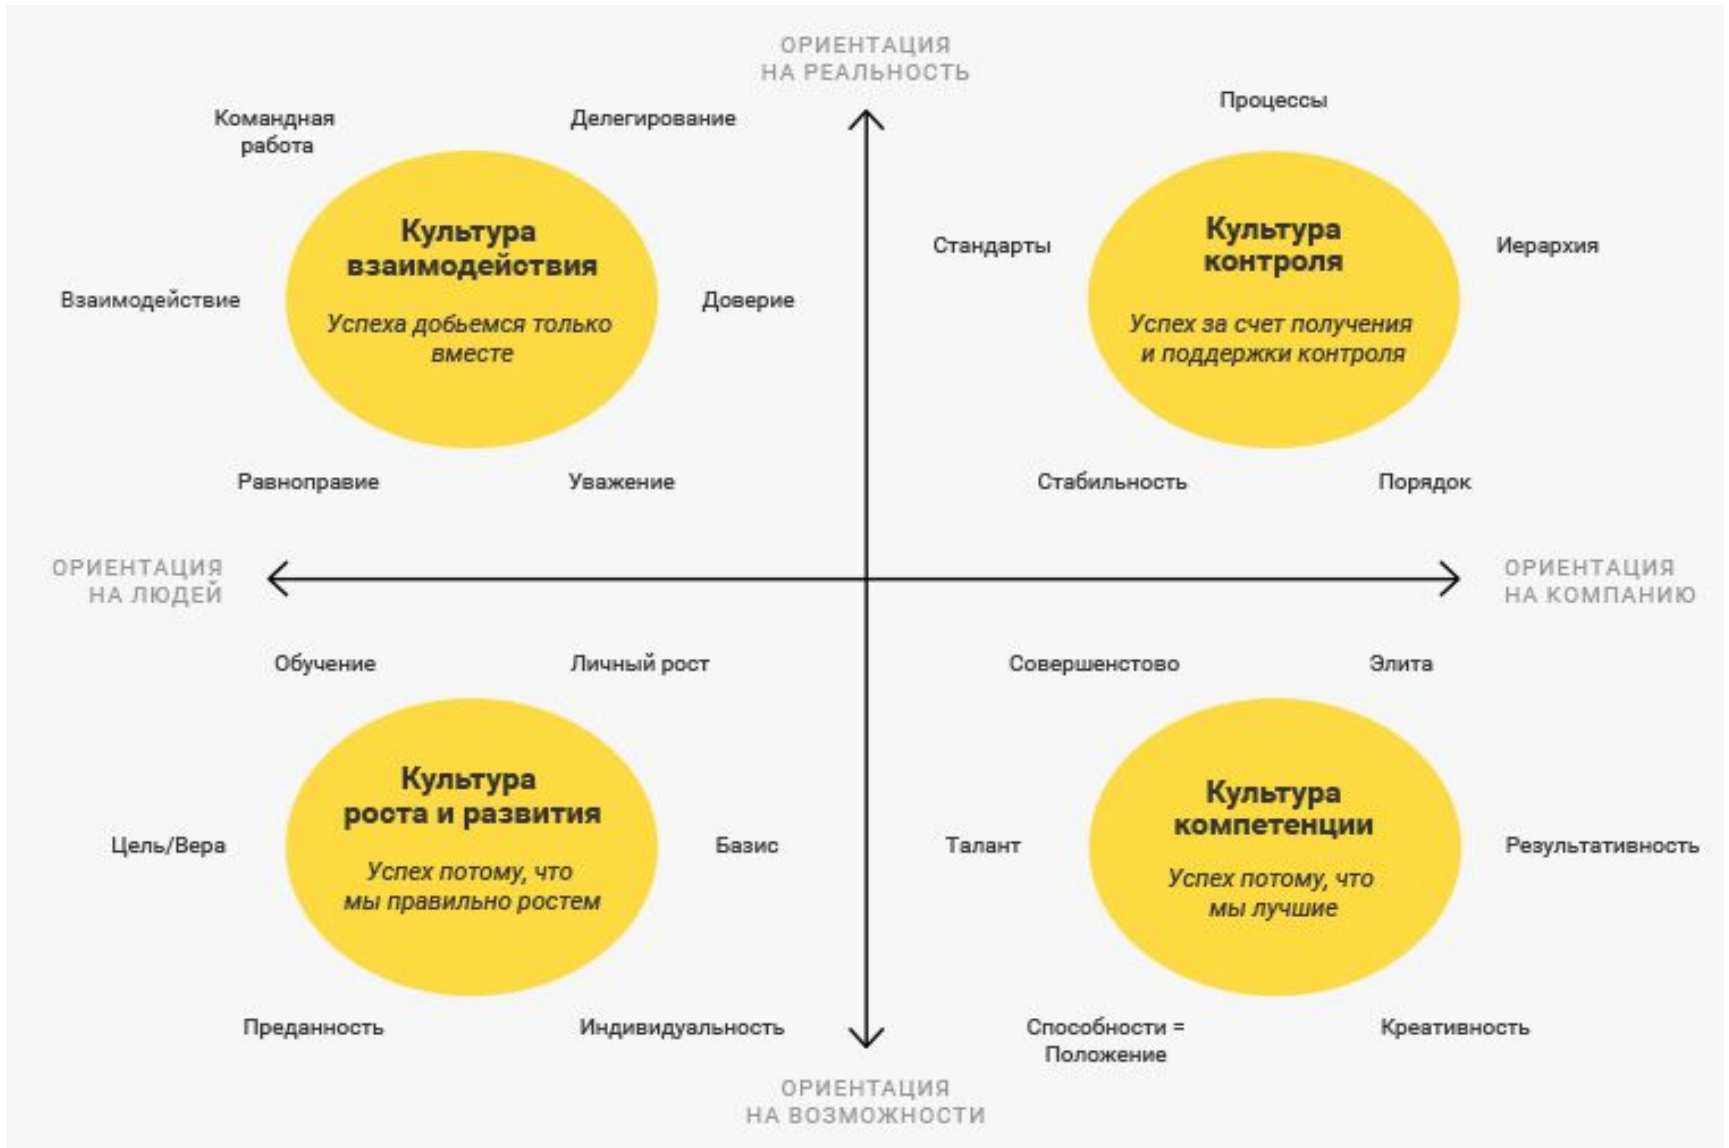 ОРИЕНТАЦИЯ
НА РЕАЛЬНОСТЬ
Командная
работа
Делегирование
Культура
взаимодействия
Успеха добьемся только
вместе
Взаимодействие
Доверие
Равноправие
Уважение
Процессы
Стандарты
Иерархия
Культура
контроля
Успех за счет получения
и поддержки контроля
Стабильность
Порядок
ОРИЕНТАЦИЯ
НА ЛЮДЕЙ
ОРИЕНТАЦИЯ
НА КОМПАНИЮ
Обучение
Личный рост
Культура
роста и развития
Успех потому, что
мы правильно ростем
Цель/Вера
Базис
Преданность
Индивидуальность
Совершенстово
Элита
Культура
компетенции
Успех потому, что
мы лучшие
Талант
Результативность
Способности =
Положение
Креативность
ОРИЕНТАЦИЯ
НА ВОЗМОЖНОСТИ